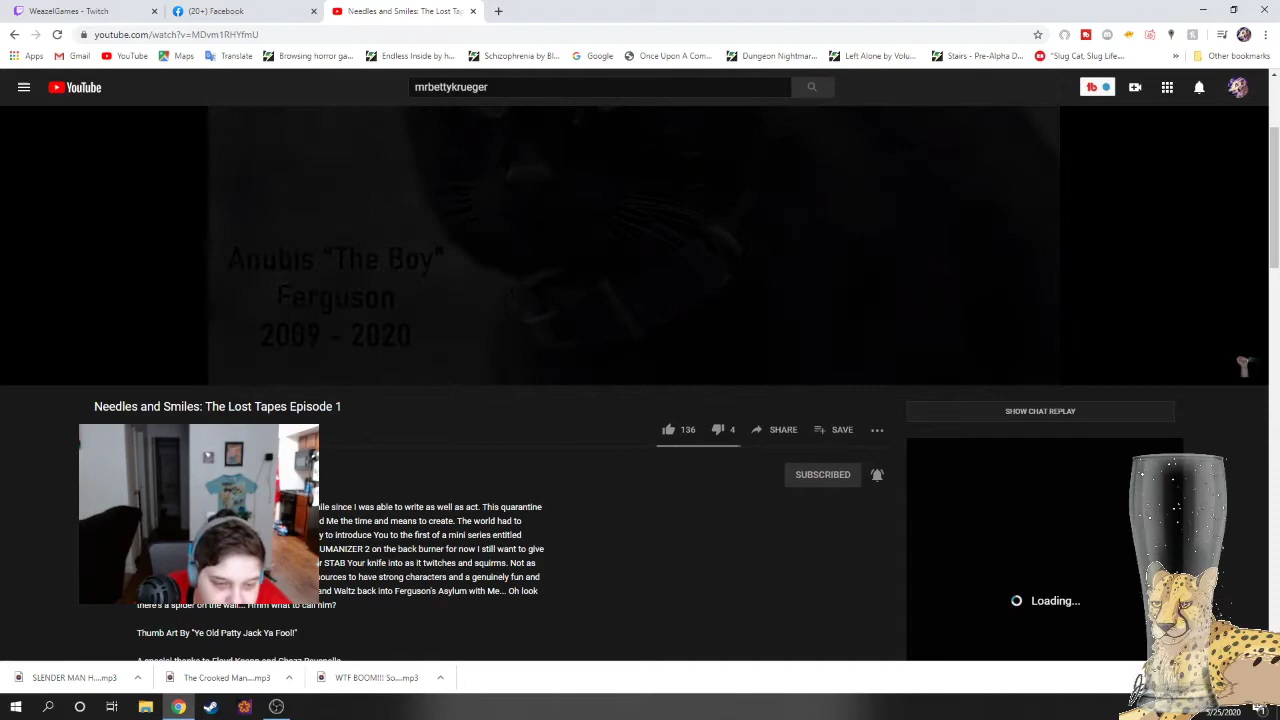 WeazelGames - Twitch
(20+) Facebook
Needles and Smiles: The Lost Tap
youtube.com/watch?v=MDvm1RHYfmU
Apps
Gmail
YouTube
Maps
Translate
Browsing horror gam...
Endless Inside by h...
Schizophrenia by Bl...
Google
Once Upon A Com...
Dungeon Nightmar...
Left Alone by Volu...
Stairs - Pre-Alpha D...
"Slug Cat, Slug Life...
»
Other bookmarks
YouTube
mrbettykrueger
Anubis "The Boy"
Ferguson
2009 - 2020
Needles and Smiles: The Lost Tapes Episode 1
136
4
SHARE
SAVE
SHOW CHAT REPLAY
SUBSCRIBED
ile since I was able to write as well as act. This quarantine
d Me the time and means to create. The world had to
y to introduce You to the first of a mini series entitled
UMANIZER 2 on the back burner for now I still want to give
r STAB Your knife into as it twitches and squirms. Not as
sources to have strong characters and a genuinely fun and
and Waltz back into Ferguson's Asylum with Me... Oh look
there's a spider on the wall... Hmm what to call him?
Thumb Art By "Ye Old Patty Jack Ya Fool!"
A special thanks to
Loading...
SLENDER MAN H....mp3
The Crooked Man....mp3
WTF BOOM!!! So....mp3
5/25/2020
1